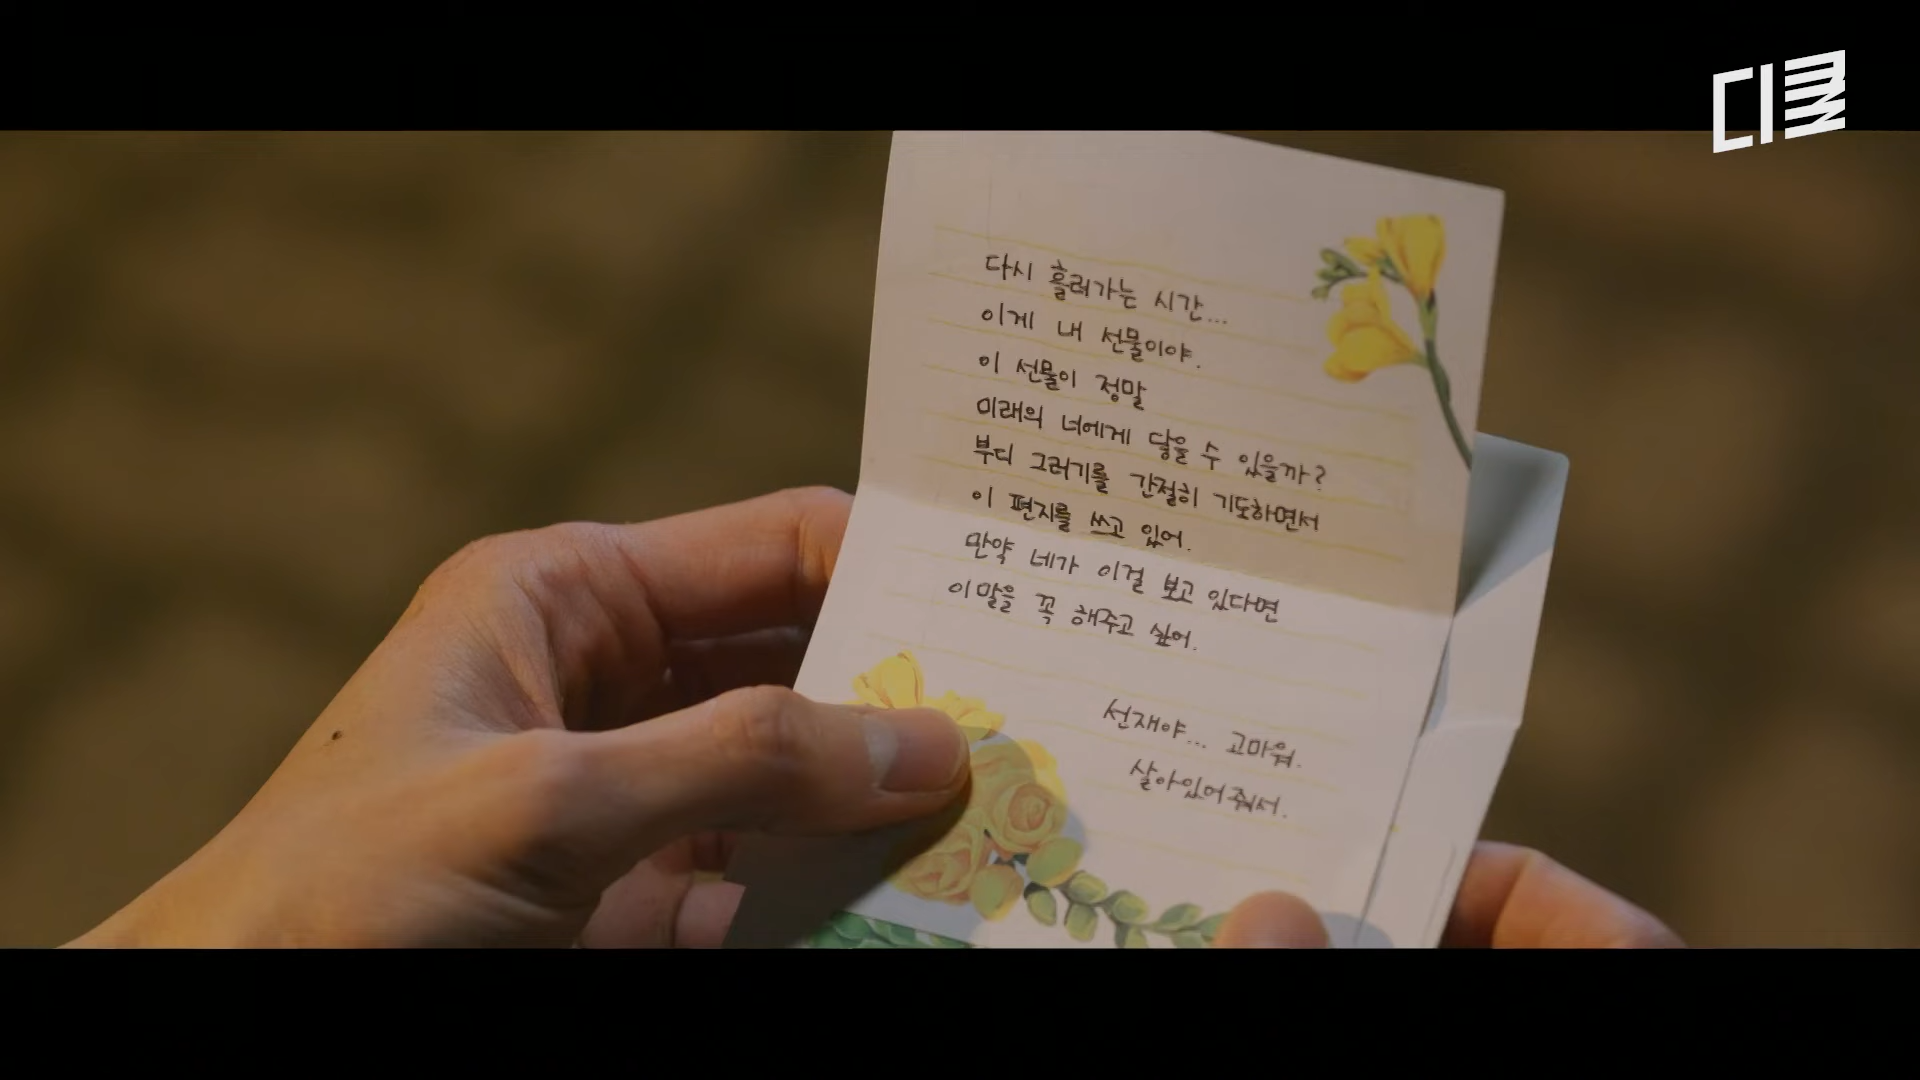 디글
다시 흘러가는 시간...
이게 내 선물이야.
이 선물이 정말
미래의 너에게 닿을 수 있을까?
부디 그러기를 간절히 기도하면서
이 편지를 쓰고 있어.
만약 네가 이걸 보고 있다면
이 말을 꼭 해주고 싶어.
선재야... 고마워.
살아있어줘서.